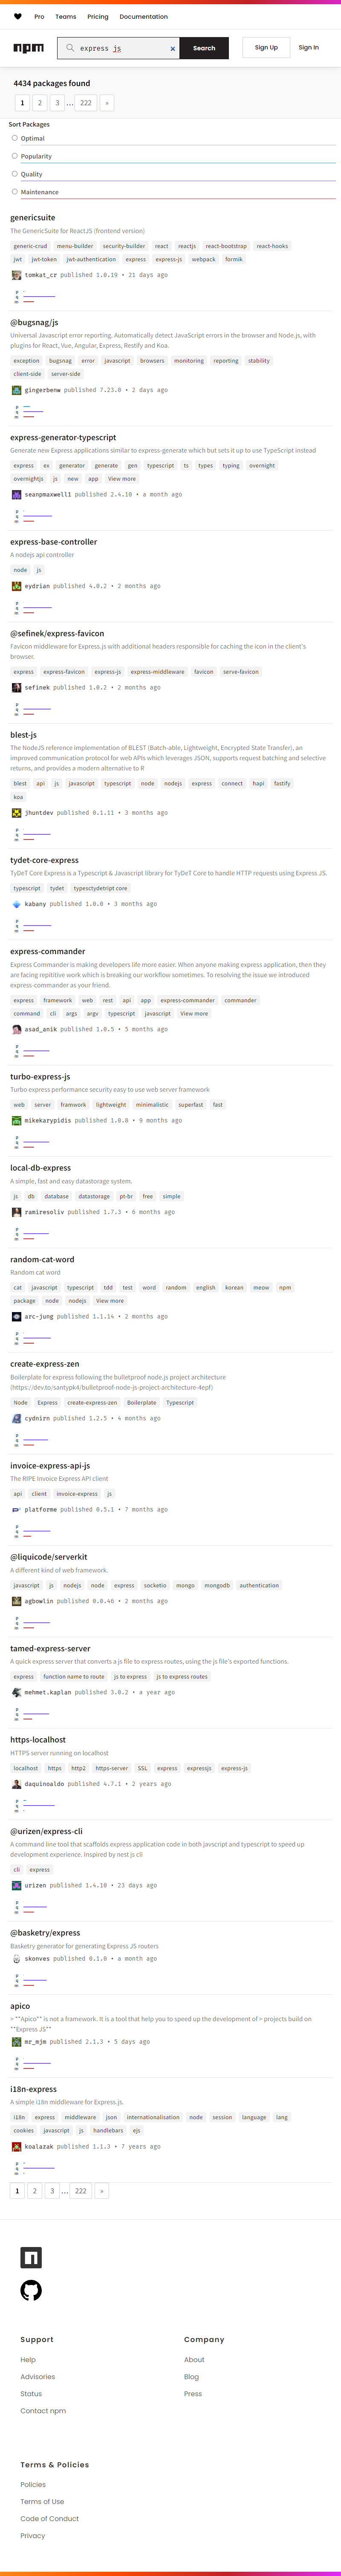 ♥ Pro Teams Pricing Documentation
npm express js × Search Sign Up Sign In
4434 packages found
1 2 3 ... 222 »
Sort Packages
Optimal
Popularity
Quality
Maintenance
genericsuite
The GenericSuite for ReactJS (frontend version)
generic-crud menu-builder security-builder react reactjs react-bootstrap react-hooks
jwt jwt-token jwt-authentication express express-js webpack formik
tomkat_cr published 1.0.19 • 21 days ago
p
q
m
@bugsnag/js
Universal Javascript error reporting. Automatically detect JavaScript errors in the browser and Node.js, with
plugins for React, Vue, Angular, Express, Restify and Koa.
exception bugsnag error javascript browsers monitoring reporting stability
client-side server-side
gingerbenw published 7.23.0 • 2 days ago
p
q
m
express-generator-typescript
Generate new Express applications similar to express-generate which but sets it up to use TypeScript instead
express ex generator generate gen typescript ts types typing overnight
overnightjs js new app View more
seanpmaxwell1 published 2.4.10 • a month ago
p
q
m
express-base-controller
A nodejs api controller
node js
eydrian published 4.0.2 • 2 months ago
p
q
m
@sefinek/express-favicon
Favicon middleware for Express.js with additional headers responsible for caching the icon in the client's
browser.
express express-favicon express-js express-middleware favicon serve-favicon
sefinek published 1.0.2 • 2 months ago
p
q
m
blest-js
The NodeJS reference implementation of BLEST (Batch-able, Lightweight, Encrypted State Transfer), an
improved communication protocol for web APIs which leverages JSON, supports request batching and selective
returns, and provides a modern alternative to R
blest api js javascript typescript node nodejs express connect hapi fastify
koa
jhuntdev published 0.1.11 • 3 months ago
p
q
m
tydet-core-express
TyDeT Core Express is a Typescript & Javascript library for TyDeT Core to handle HTTP requests using Express JS.
typescript tydet typesctydetript core
kabany published 1.0.0 • 3 months ago
p
q
m
express-commander
Express Commander is making developers life more easier. When anyone making express application, then they
are facing repititive work which is breaking our workflow sometimes. To resolving the issue we introduced
express-commander as your friend.
express framework web rest api app express-commander commander
command cli args argv typescript javascript View more
asad_anik published 1.0.5 • 5 months ago
p
q
m
turbo-express-js
Turbo express performance security easy to use web server framework
web server framwork lightweight minimalistic superfast fast
mikekarypidis published 1.0.8 • 9 months ago
p
q
m
local-db-express
A simple, fast and easy datastorage system.
js db database datastorage pt-br free simple
ramiresoliv published 1.7.3 • 6 months ago
p
q
m
random-cat-word
Random cat word
cat javascript typescript tdd test word random english korean meow npm
package node nodejs View more
arc-jung published 1.1.14 • 2 months ago
p
q
m
create-express-zen
Boilerplate for express following the bulletproof node.js project architecture
(https://dev.to/santypk4/bulletproof-node-js-project-architecture-4epf)
Node Express create-express-zen Boilerplate Typescript
cydnirn published 1.2.5 • 4 months ago
p
q
m
invoice-express-api-js
The RIPE Invoice Express API client
api client invoice-express js
platforme published 0.5.1 • 7 months ago
p
q
m
@liquicode/serverkit
A different kind of web framework.
javascript js nodejs node express socketio mongo mongodb authentication
agbowlin published 0.0.46 • 2 months ago
p
q
m
tamed-express-server
A quick express server that converts a js file to express routes, using the js file's exported functions.
express function name to route js to express js to express routes
mehmet.kaplan published 3.0.2 • a year ago
p
q
m
https-localhost
HTTPS server running on localhost
localhost https http2 https-server SSL express expressjs express-js
daquinoaldo published 4.7.1 • 2 years ago
p
q
m
@urizen/express-cli
A command line tool that scaffolds express application code in both javscript and typescript to speed up
development experience. Inspired by nest js cli
cli express
urizen published 1.4.10 • 23 days ago
p
q
m
@basketry/express
Basketry generator for generating Express JS routers
skonves published 0.1.0 • a month ago
p
q
m
apico
> **Apico** is not a framework. It is a tool that help you to speed up the development of > projects build on
**Express JS**
mr_mjm published 2.1.3 • 5 days ago
p
q
m
i18n-express
A simple i18n middleware for Express.js.
i18n express middleware json internationalisation node session language lang
cookies javascript js handlebars ejs
koalazak published 1.1.3 • 7 years ago
p
q
m
1 2 3 ... 222 »
Support Company
Help About
Advisories Blog
Status Press
Contact npm
Terms & Policies
Policies
Terms of Use
Code of Conduct
Privacy